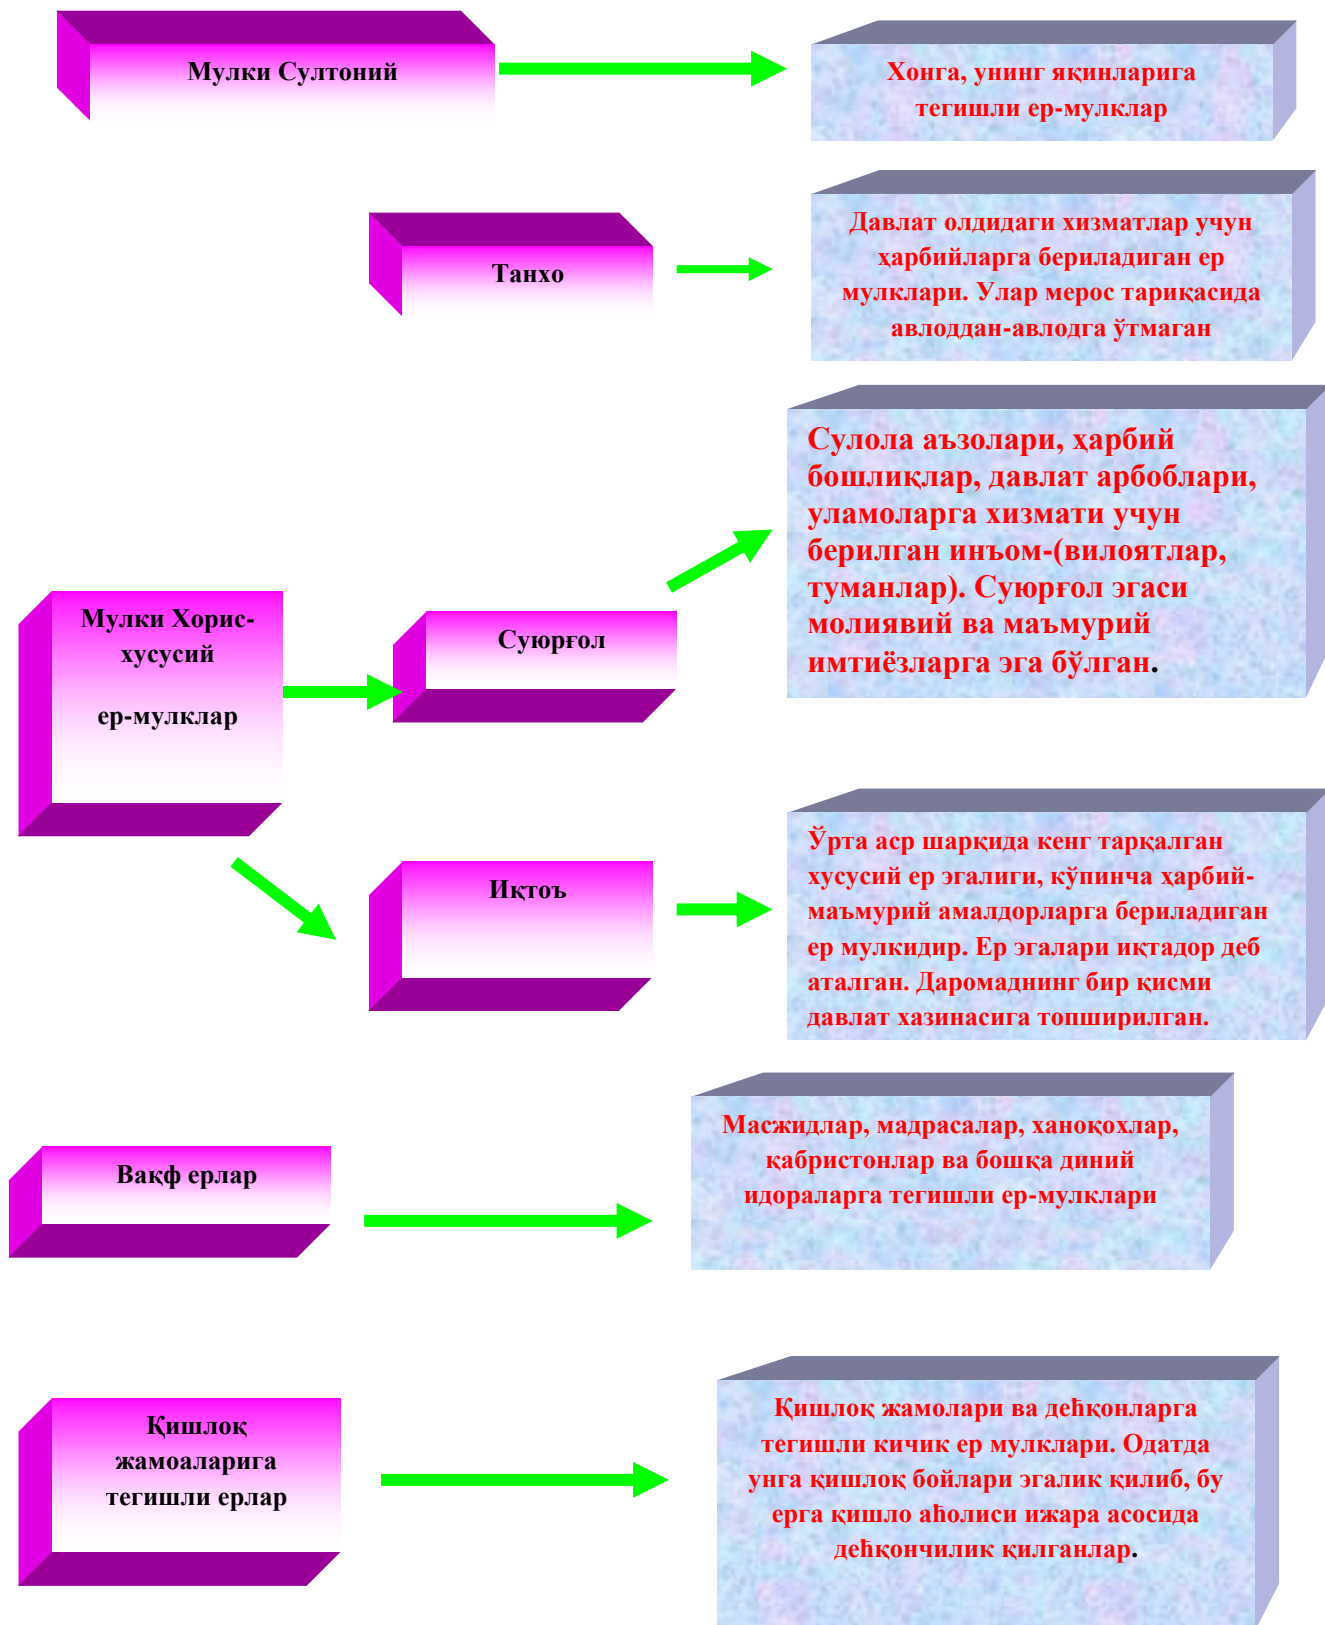 Мулки Султоний
Хонга, унинг яқинларига
тегишли ер-мулклар
Танхо
Давлат олдидаги хизматлар учун
ҳарбийларга бериладиган ер
мулклари. Улар мерос тариқасида
авлоддан-авлодга ўтмаган
Мулки Хорис-
хусусий
ер-мулклар
Суюрғол
Сулола аъзолари, ҳарбий
бошлиқлар, давлат арбоблари,
уламоларга хизмати учун
берилган инъом-(вилоятлар,
туманлар). Суюрғол эгаси
молиявий ва маъмурий
имтиёзларга эга бўлган.
Иқтоъ
Ўрта аср шарқида кенг тарқалган
хусусий ер эгалиги, кўпинча ҳарбий-
маъмурий амалдорларга бериладиган
ер мулкидир. Ер эгалари иқтадор деб
аталган. Даромаднинг бир қисми
давлат хазинасига топширилган.
Вақф ерлар
Масжидлар, мадрасалар, ханоқохлар,
қабристонлар ва бошқа диний
идораларга тегишли ер-мулклари
Қишлоқ
жамоаларига
тегишли ерлар
Қишлоқ жамолари ва деħқонларга
тегишли кичик ер мулклари. Одатда
унга қишлоқ бойлари эгалик қилиб, бу
ерга қишло аħолиси ижара асосида
деħқончилик қилганлар.